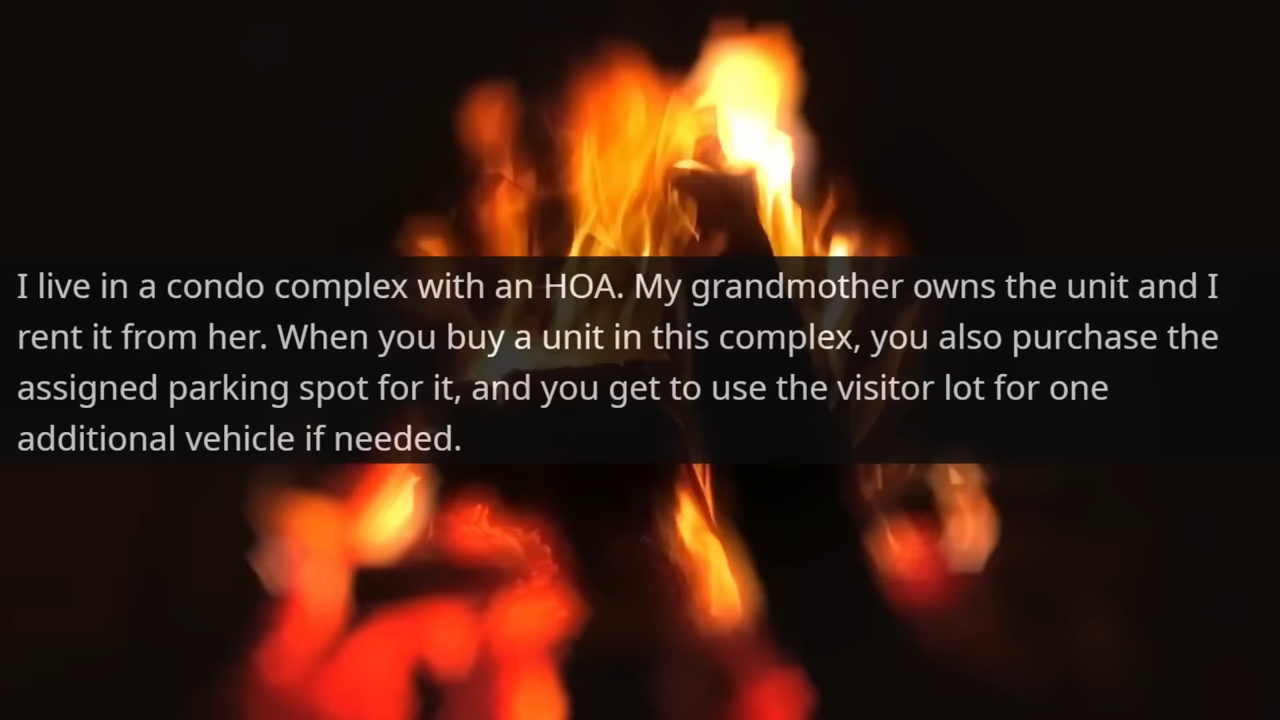 I live in a condo complex with an HOA. My grandmother owns the unit and I
rent it from her. When you buy a unit in this complex, you also purchase the
assigned parking spot for it, and you get to use the visitor lot for one
additional vehicle if needed.